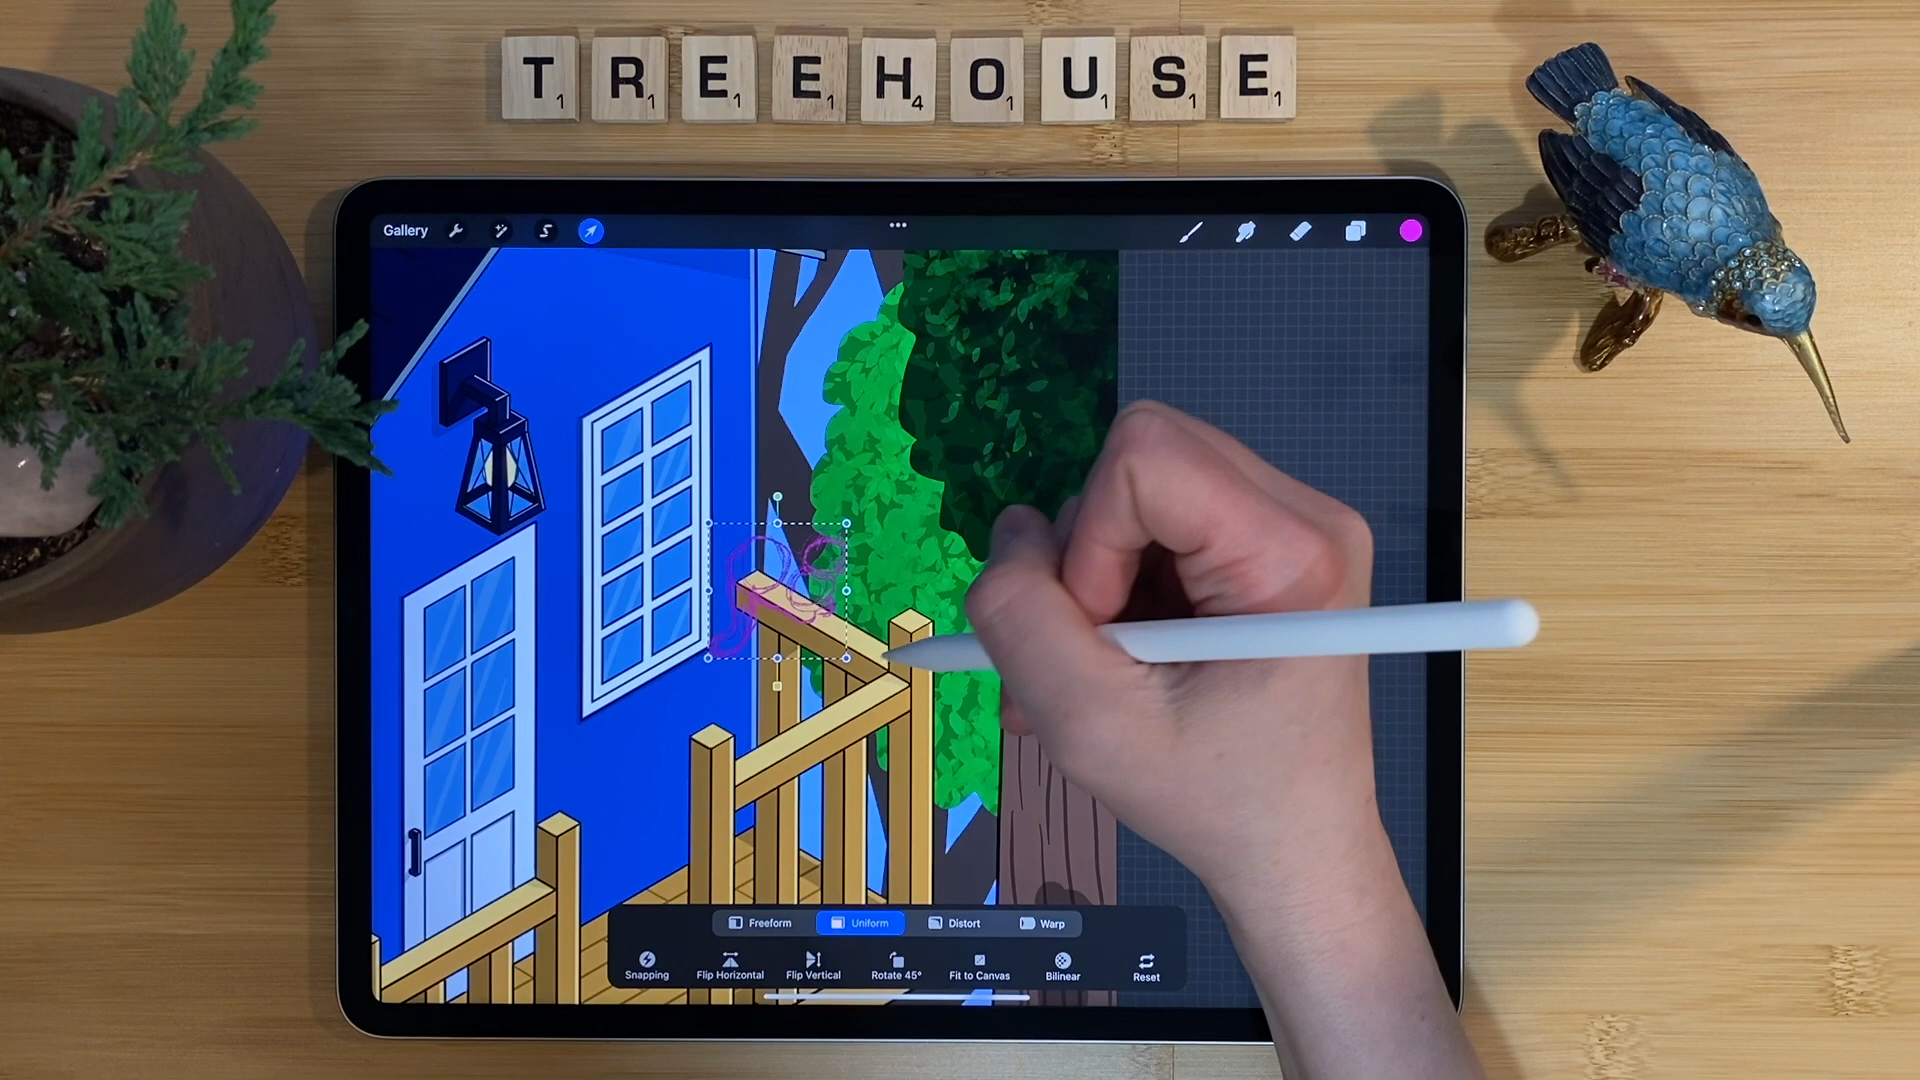 T1 R1 E1 E1 H4 O1 U1 S1 E1
Gallery
Freeform Uniform Distort Warp
Snapping Flip Horizontal Flip Vertical Rotate 45° Fit to Canvas Bilinear Reset